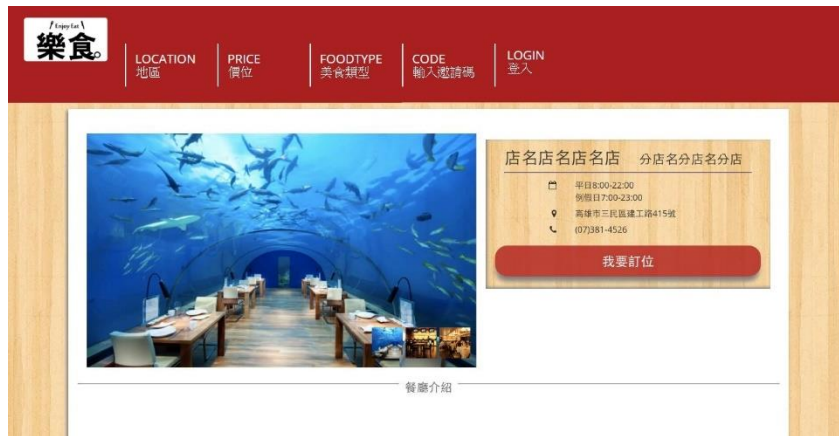 Enjoy Eat
樂食。
LOCATION
地區
PRICE
價位
FOODTYPE
美食類型
CODE
輸入邀請碼
LOGIN
登入
店名店名店名店 分店名分店名分店
平日8:00-22:00
例假日7:00-23:00
高雄市三民區建工路415號
(07)381-4526
我要訂位
餐廳介紹